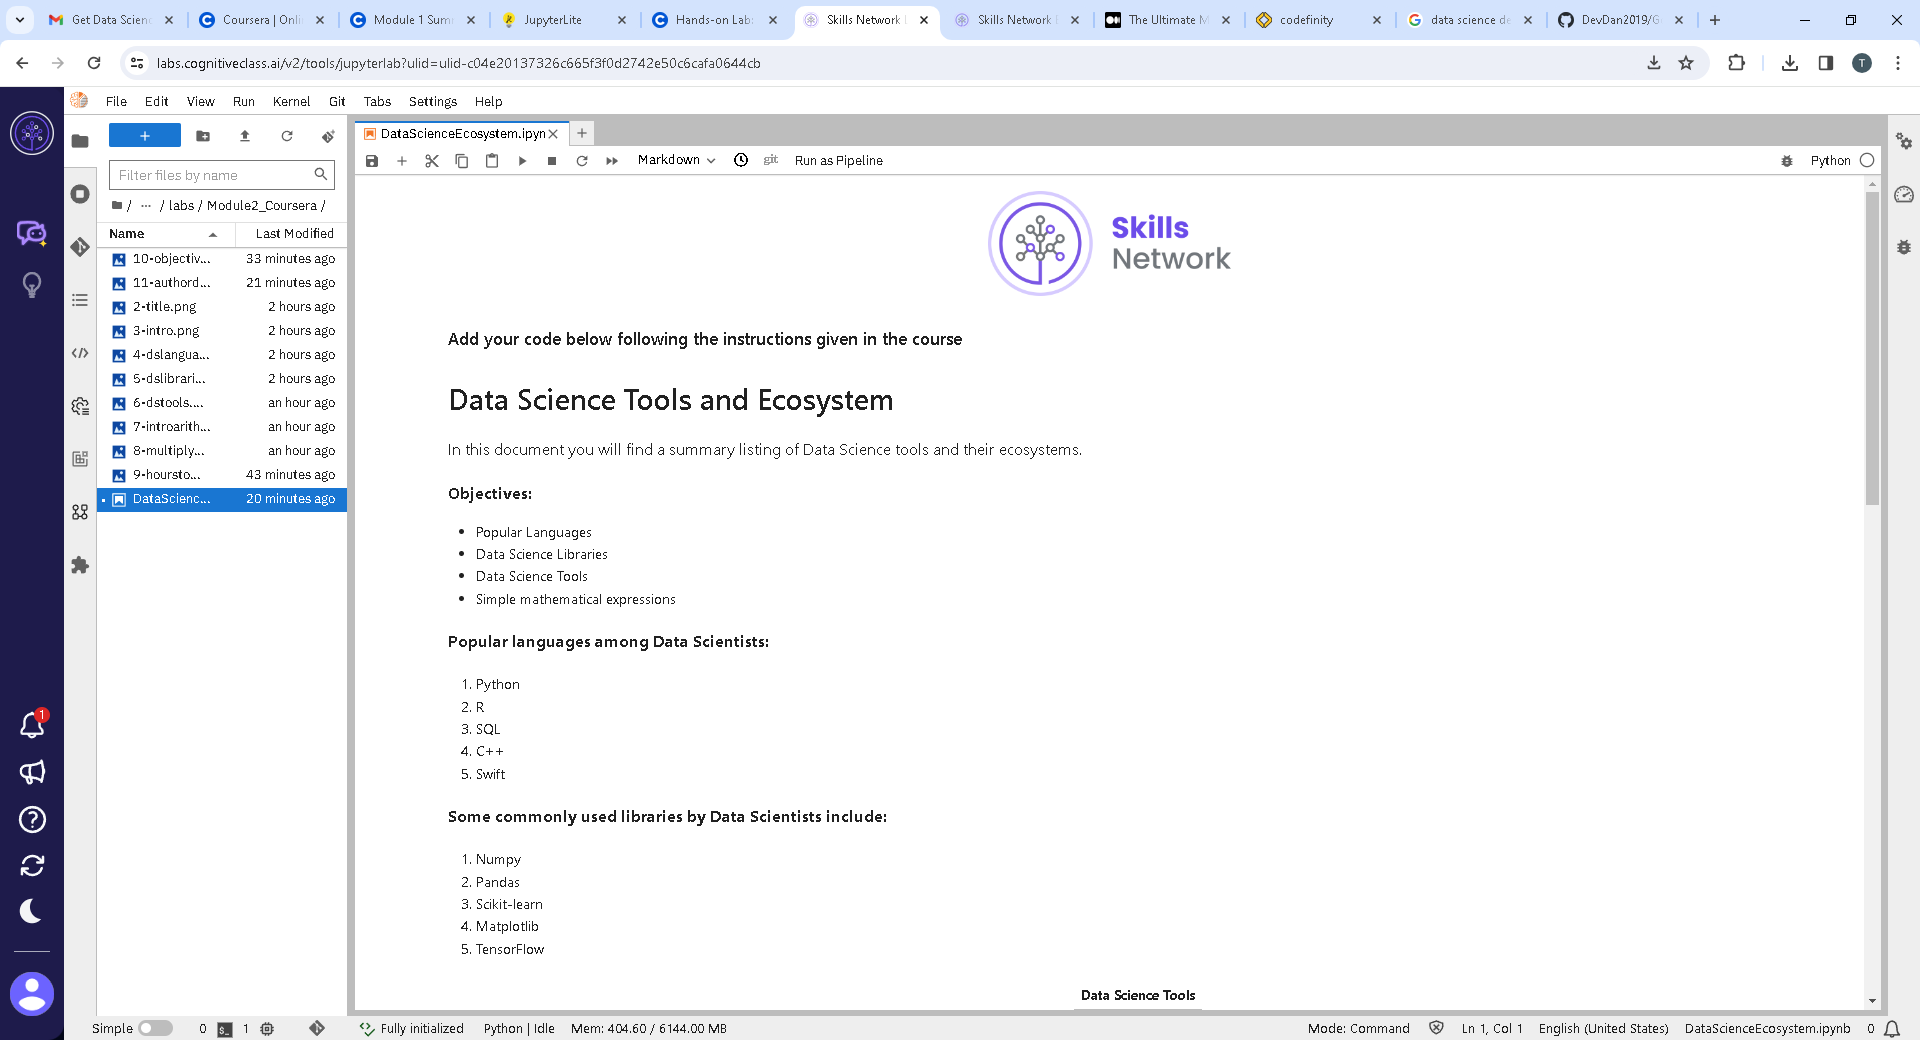 Get Data Scienc
Coursera | Onli
Module 1 Sum
JupyterLite
Hands-on Lab:
Skills Network
Skills Network
The Ultimate M
codefinity
data science de
DevDan2019/G
labs.cognitiveclass.ai/v2/tools/jupyterlab?ulid=ulid-c04e20137326c665f3f0d2742e50c6cafa0644cb
T
File Edit View Run Kernel Git Tabs Settings Help
DataScienceEcosystem.ipyn
Markdown
git
Run as Pipeline
Python
Filter files by name
/ ··· / labs / Module2_Coursera /
Name Last Modified
10-objectiv... 33 minutes ago
11-authord... 21 minutes ago
2-title.png 2 hours ago
3-intro.png 2 hours ago
4-dslangua... 2 hours ago
5-dslibrari... 2 hours ago
6-dstools.... an hour ago
7-introarith... an hour ago
8-multiply... an hour ago
9-hoursto... 43 minutes ago
DataScienc... 20 minutes ago
Skills
Network
Add your code below following the instructions given in the course
Data Science Tools and Ecosystem
In this document you will find a summary listing of Data Science tools and their ecosystems.
Objectives:
• Popular Languages
• Data Science Libraries
• Data Science Tools
• Simple mathematical expressions
Popular languages among Data Scientists:
1. Python
2. R
3. SQL
4. C++
5. Swift
Some commonly used libraries by Data Scientists include:
1. Numpy
2. Pandas
3. Scikit-learn
4. Matplotlib
5. TensorFlow
Data Science Tools
1
Simple 0 1 Fully initialized Python | Idle Mem: 404.60 / 6144.00 MB Mode: Command Ln 1, Col 1 English (United States) DataScienceEcosystem.ipynb 0